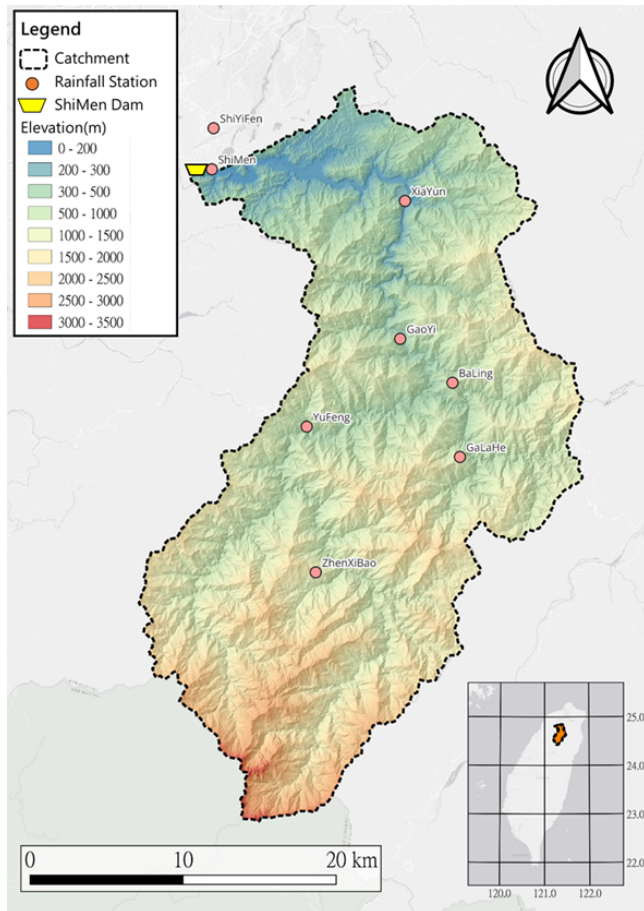 Legend
Catchment
Rainfall Station
ShiMen Dam
Elevation(m)
0 - 200
200 - 300
300 - 500
500 - 1000
1000 - 1500
1500 - 2000
2000 - 2500
2500 - 3000
3000 - 3500
ShiYiFen
ShiMen
XiaYun
GaoYi
BaLing
YuFeng
GaLaHe
ZhenXiBao
0 10 20 km
25.0
24.0
23.0
22.0
120.0 121.0 122.0